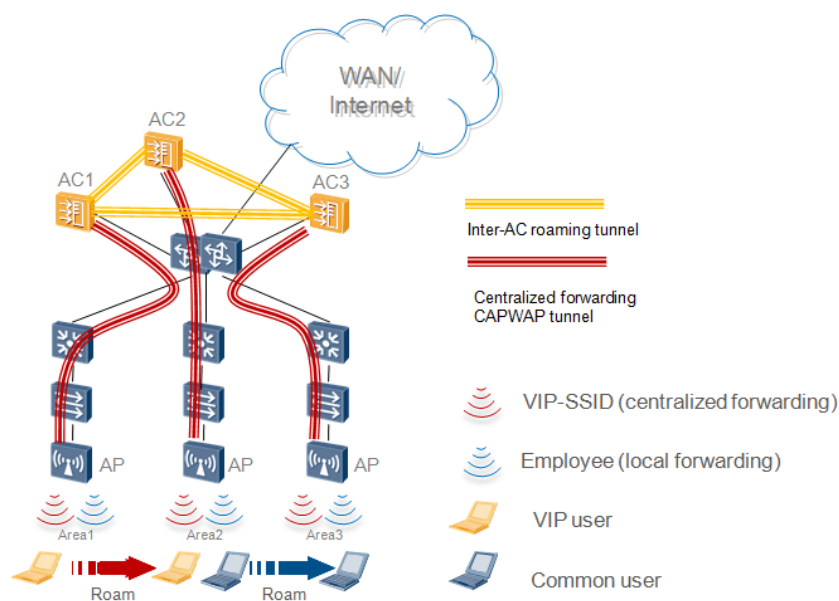 WAN/
Internet
AC2
AC1
AC3
Inter-AC roaming tunnel
Centralized forwarding
CAPWAP tunnel
AP
AP
AP
VIP-SSID (centralized forwarding)
Employee (local forwarding)
Area1
Area2
Area3
VIP user
Roam
Roam
Common user